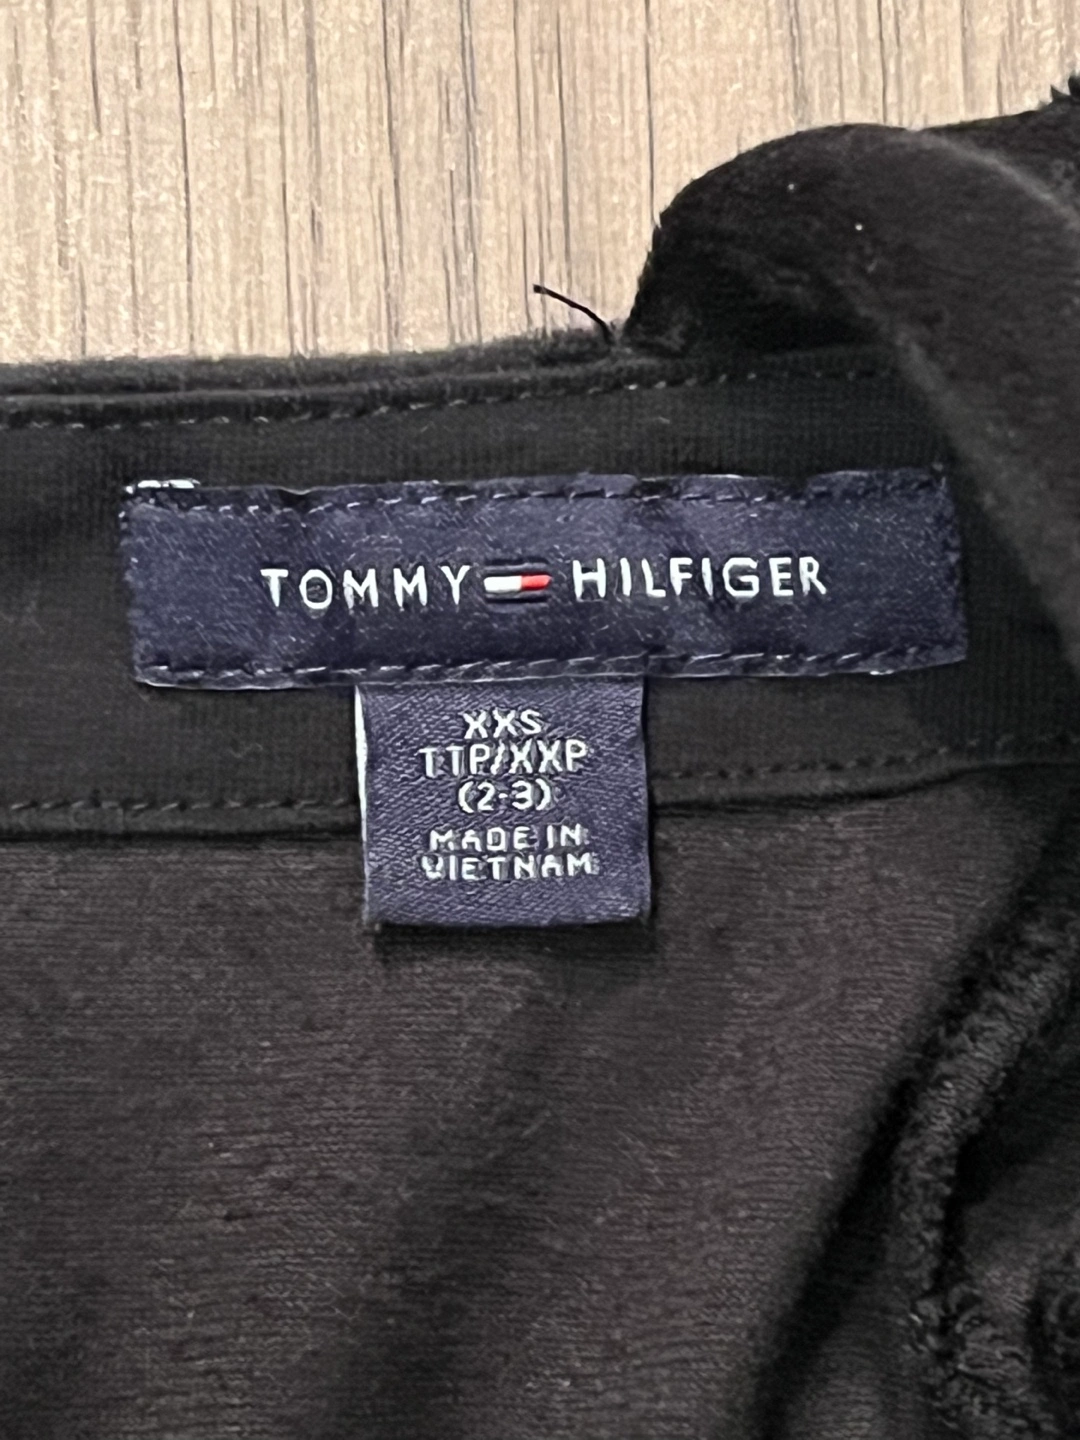 TOMMY HILFIGER
XXS
TTP/XXP
(2-3)
MADE IN
VIETNAM